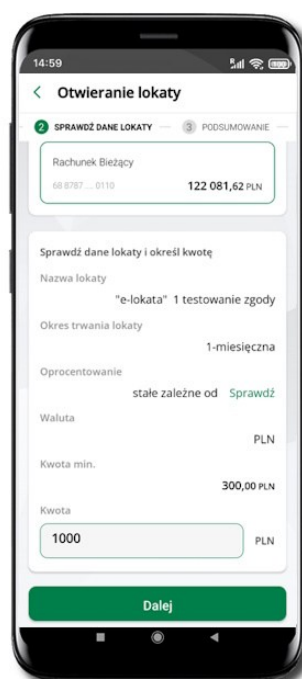 14:59
Otwieranie lokaty
2 SPRAWDŹ DANE LOKATY 3 PODSUMOWANIE
Rachunek Bieżący
68 8787 ... 0110 122 081,62 PLN
Sprawdź dane lokaty i określ kwotę
Nazwa lokaty
"e-lokata" 1 testowanie zgody
Okres trwania lokaty
1-miesięczna
Oprocentowanie
stałe zależne od Sprawdź
Waluta
PLN
Kwota min.
300,00 PLN
Kwota
1000 PLN
Dalej